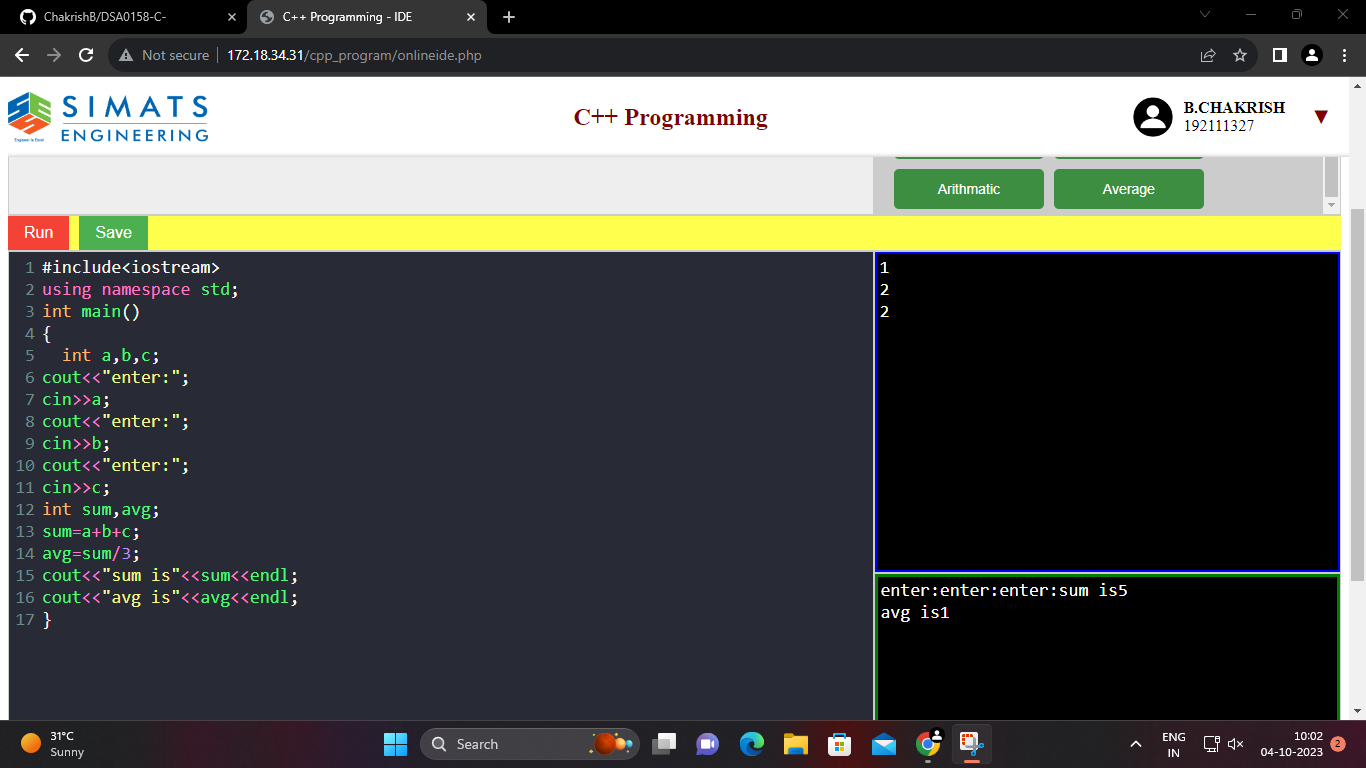 ChakrishB/DSA0158-C-
C++ Programming - IDE
Not secure
172.18.34.31/cpp_program/onlineide.php
SIMATS
ENGINEERING
Engineer to Excel
C++ Programming
B.CHAKRISH
192111327
Arithmatic
Average
Run
Save
1 #include<iostream>
2 using namespace std;
3 int main()
4 {
5   int a,b,c;
6 cout<<"enter:";
7 cin>>a;
8 cout<<"enter:";
9 cin>>b;
10 cout<<"enter:";
11 cin>>c;
12 int sum,avg;
13 sum=a+b+c;
14 avg=sum/3;
15 cout<<"sum is"<<sum<<endl;
16 cout<<"avg is"<<avg<<endl;
17 }
1
2
2
enter:enter:enter:sum is5
avg is1
31°C
Sunny
Search
ENG
IN
10:02
04-10-2023
2